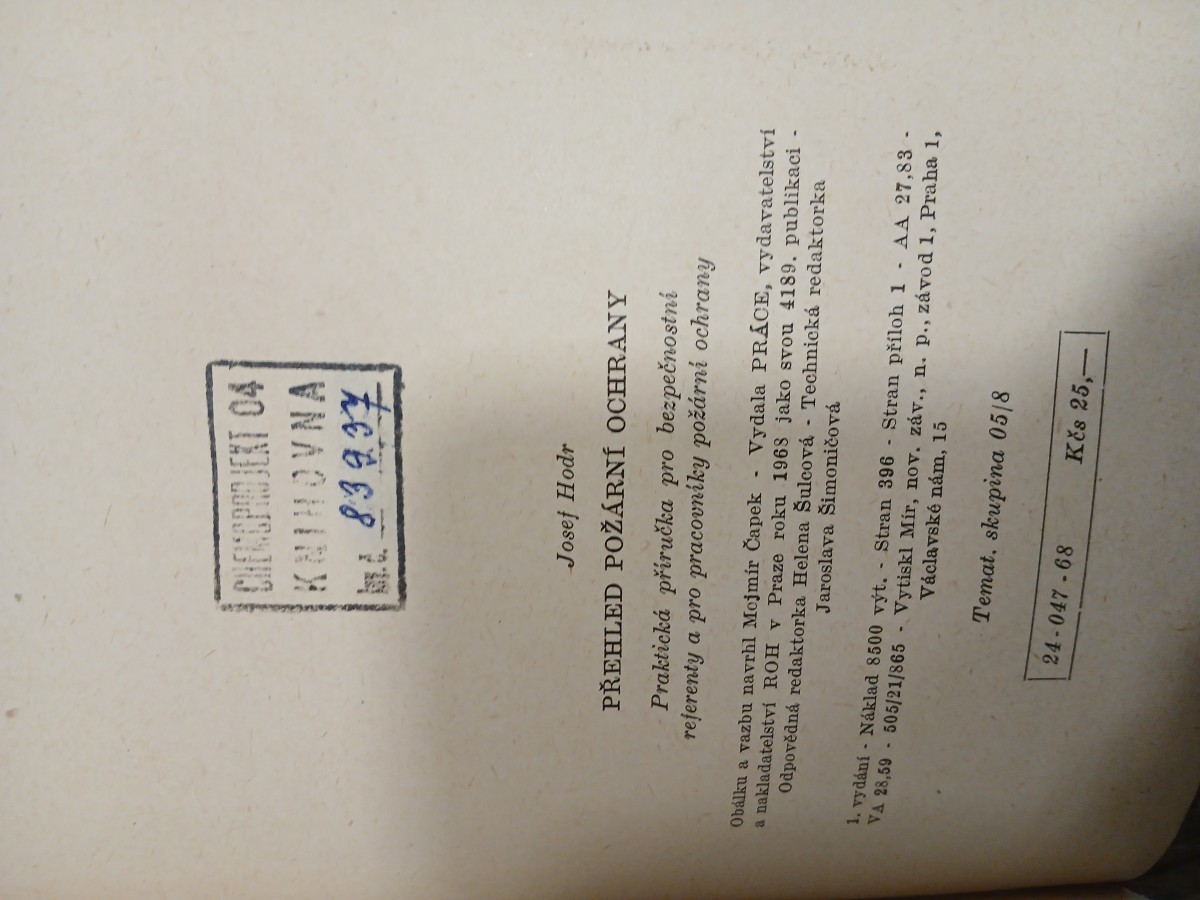 CHEMOPROJEKT 04
KNIHOVNA
83237
Josef Hodr
PŘEHLED POŽÁRNÍ OCHRANY
Praktická příručka pro bezpečnostní
referenty a pro pracovníky požární ochrany
Obálku a vazbu navrhl Mojmír Čapek - Vydala PRÁCE, vydavatelství
a nakladatelství ROH v Praze roku 1968 jako svou 4189. publikaci -
Odpovědná redaktorka Helena Šulcová - Technická redaktorka
Jaroslava Šimoničová
1. vydání - Náklad 8500 výt. - Stran 396 - Stran příloh 1 - AA 27,83 -
VA 28,59 - 505/21/865 - Vytiskl Mír, nov. záv., n. p., závod 1, Praha 1,
Václavské nám, 15
Temat. skupina 05/8
24-047-68 Kčs 25,—